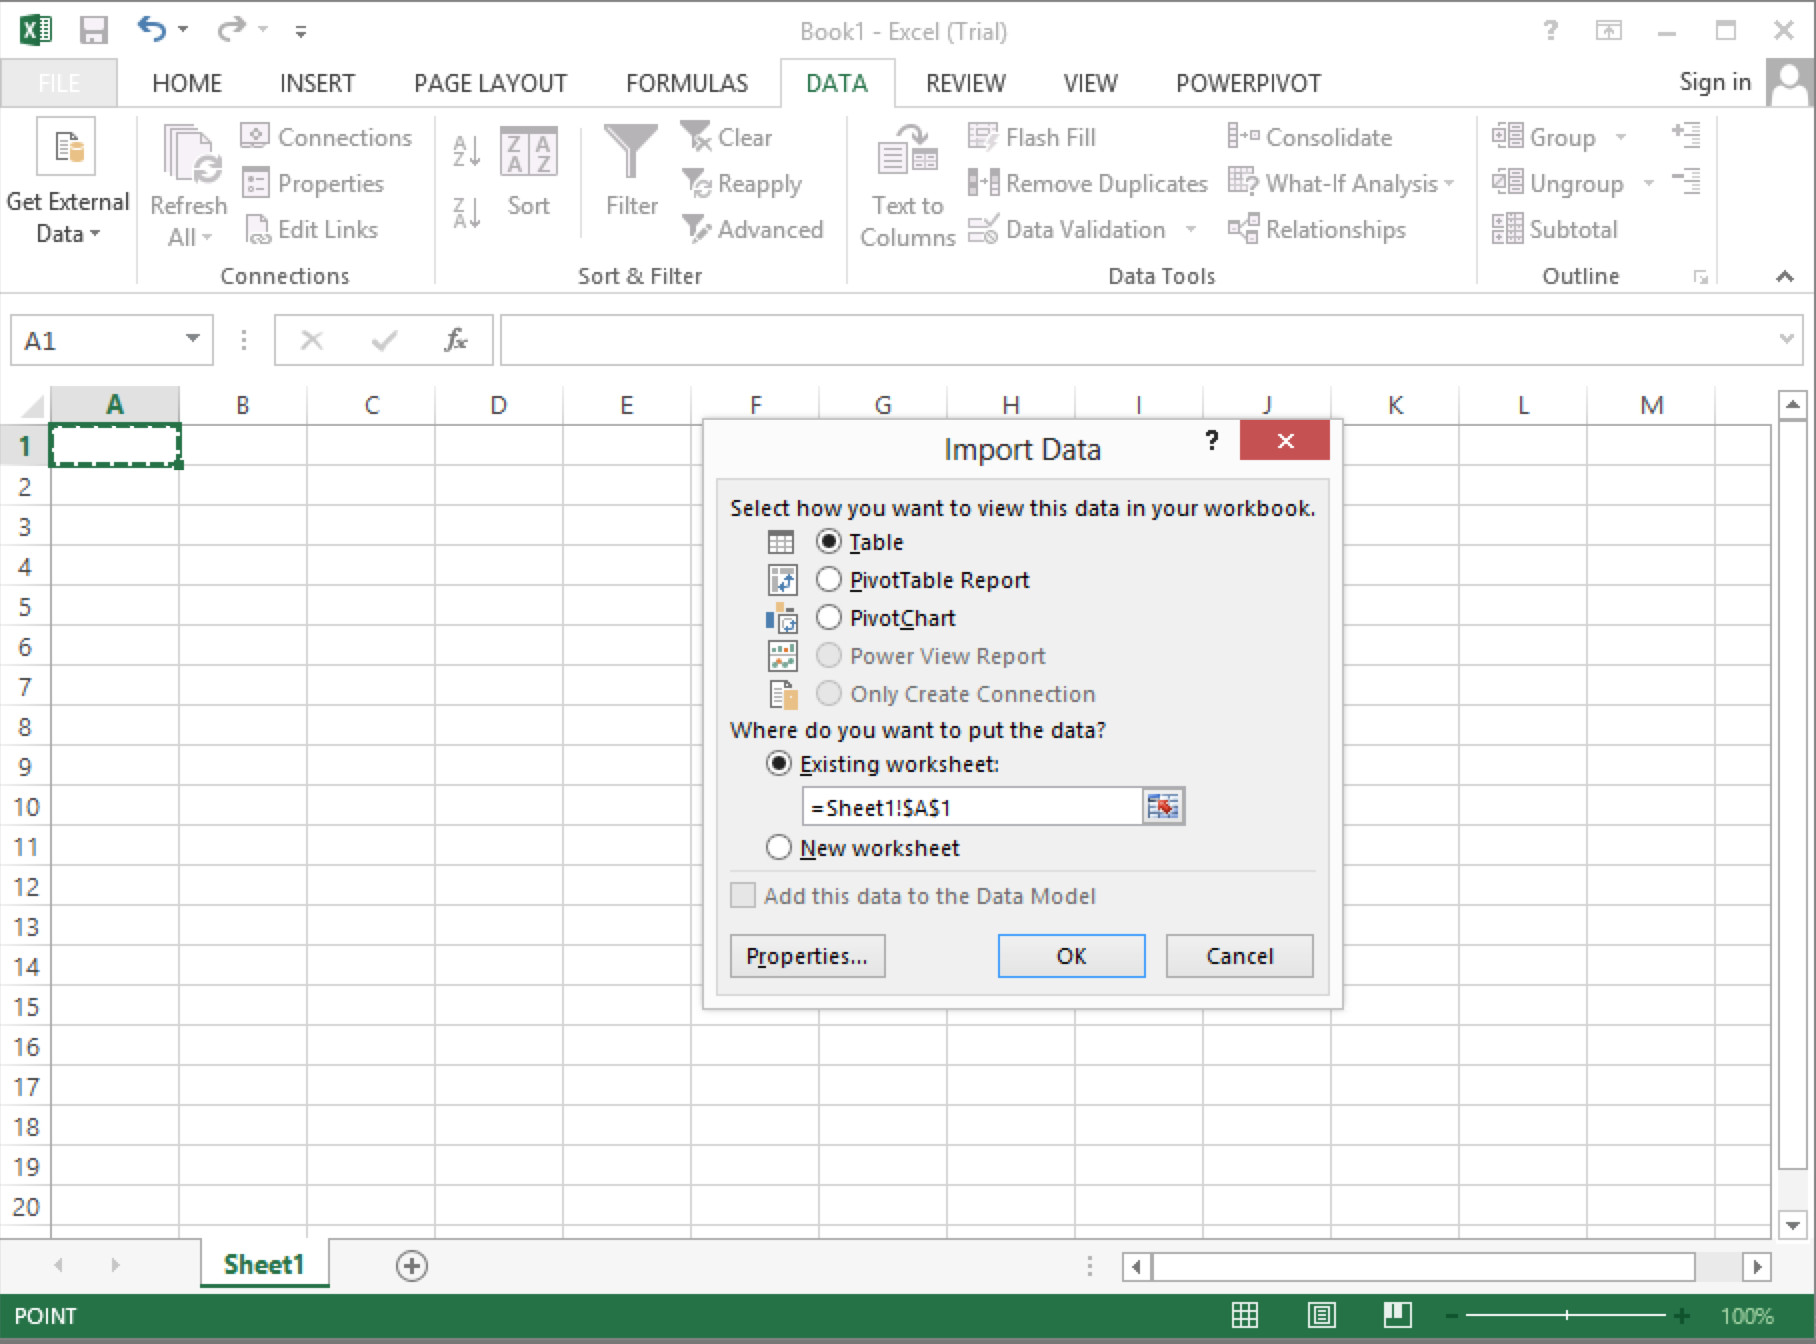 Book1 - Excel (Trial)
FILE HOME INSERT PAGE LAYOUT FORMULAS DATA REVIEW VIEW POWERPIVOT Sign in
Get External Data
Refresh All
Connections
Properties
Edit Links
Connections
Sort
Filter
Clear
Reapply
Advanced
Sort & Filter
Text to Columns
Flash Fill
Remove Duplicates
Data Validation
Consolidate
What-If Analysis
Relationships
Data Tools
Group
Ungroup
Subtotal
Outline
A1 fx
A B C D E F G H I J K L M
1
2
3
4
5
6
7
8
9
10
11
12
13
14
15
16
17
18
19
20
Import Data ?
Select how you want to view this data in your workbook.
Table
PivotTable Report
PivotChart
Power View Report
Only Create Connection
Where do you want to put the data?
Existing worksheet:
=Sheet1!$A$1
New worksheet
Add this data to the Data Model
Properties... OK Cancel
Sheet1
POINT 100%